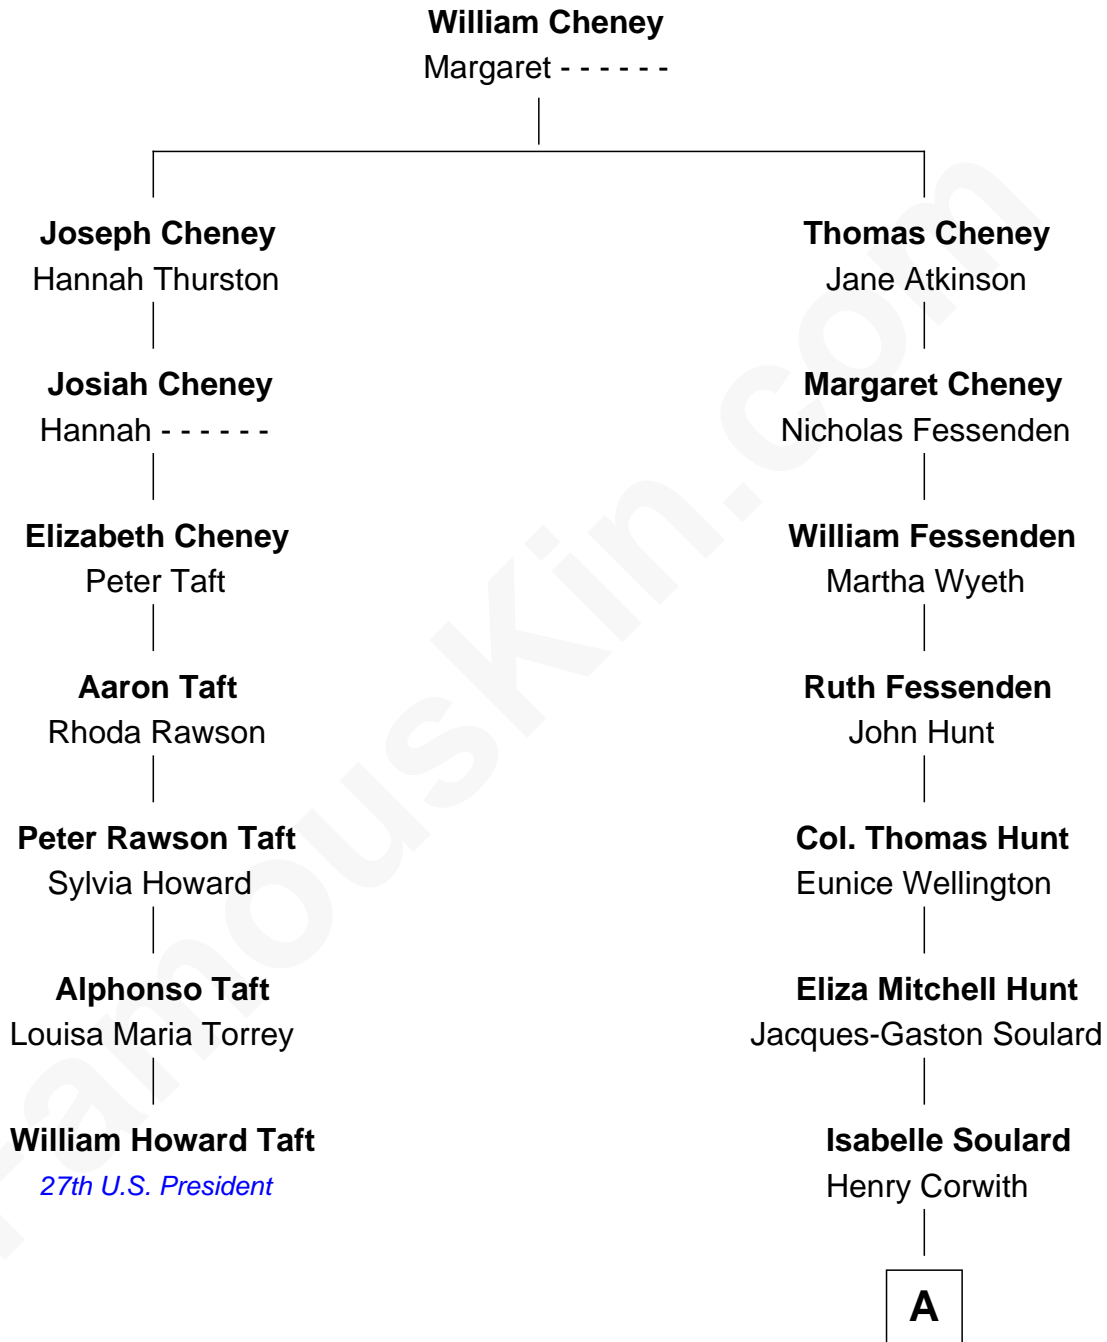 William Cheney
Margaret - - - - - -
Joseph Cheney
Hannah Thurston
Thomas Cheney
Jane Atkinson
Josiah Cheney
Hannah - - - - - -
Margaret Cheney
Nicholas Fessenden
Elizabeth Cheney
Peter Taft
William Fessenden
Martha Wyeth
Aaron Taft
Rhoda Rawson
Ruth Fessenden
John Hunt
Peter Rawson Taft
Sylvia Howard
Col. Thomas Hunt
Eunice Wellington
Alphonso Taft
Louisa Maria Torrey
Eliza Mitchell Hunt
Jacques-Gaston Soulard
William Howard Taft
27th U.S. President
Isabelle Soulard
Henry Corwith
A
FamousKin.com